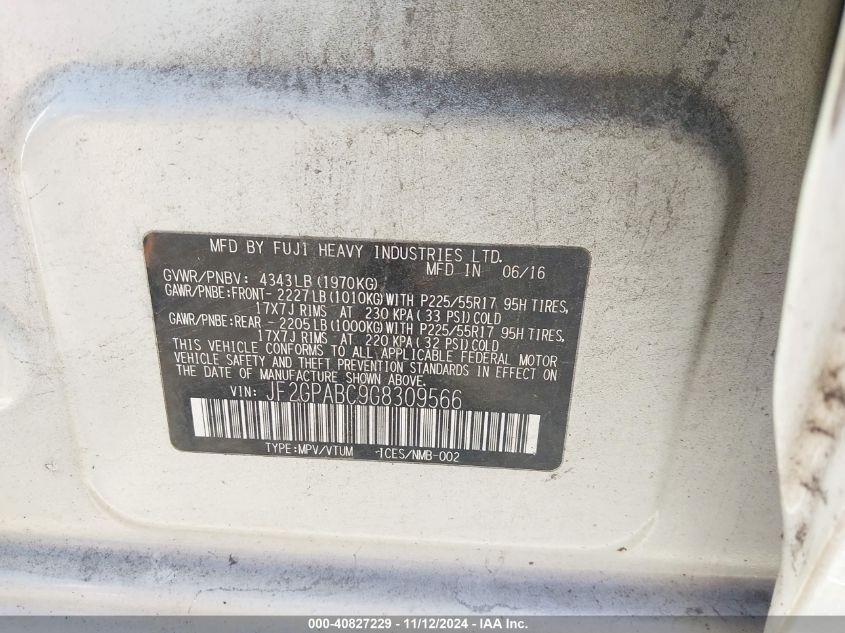 MFD BY FUJI HEAVY INDUSTRIES LTD.
MFD IN 06/16
GVWR/PNBV: 4343LB (1970KG)
GAWR/PNBE:FRONT- 2227LB (1010KG) WITH P225/55R17 95H TIRES,
17X7J RIMS AT 230 KPA ( 33 PSI) COLD
GAWR/PNBE:REAR - 2205LB (1000KG) WITH P225/55R17 95H TIRES,
17X7J RIMS AT 220 KPA ( 32 PSI) COLD
THIS VEHICLE CONFORMS TO ALL APPLICABLE FEDERAL MOTOR
VEHICLE SAFETY AND THEFT PREVENTION STANDARDS IN EFFECT ON
THE DATE OF MANUFACTURE SHOWN ABOVE.
VIN: JF2GPABC9G8309566
TYPE:MPV/VTUM -ICES/NMB-002
000-40827229 - 11/12/2024 - IAAI.com